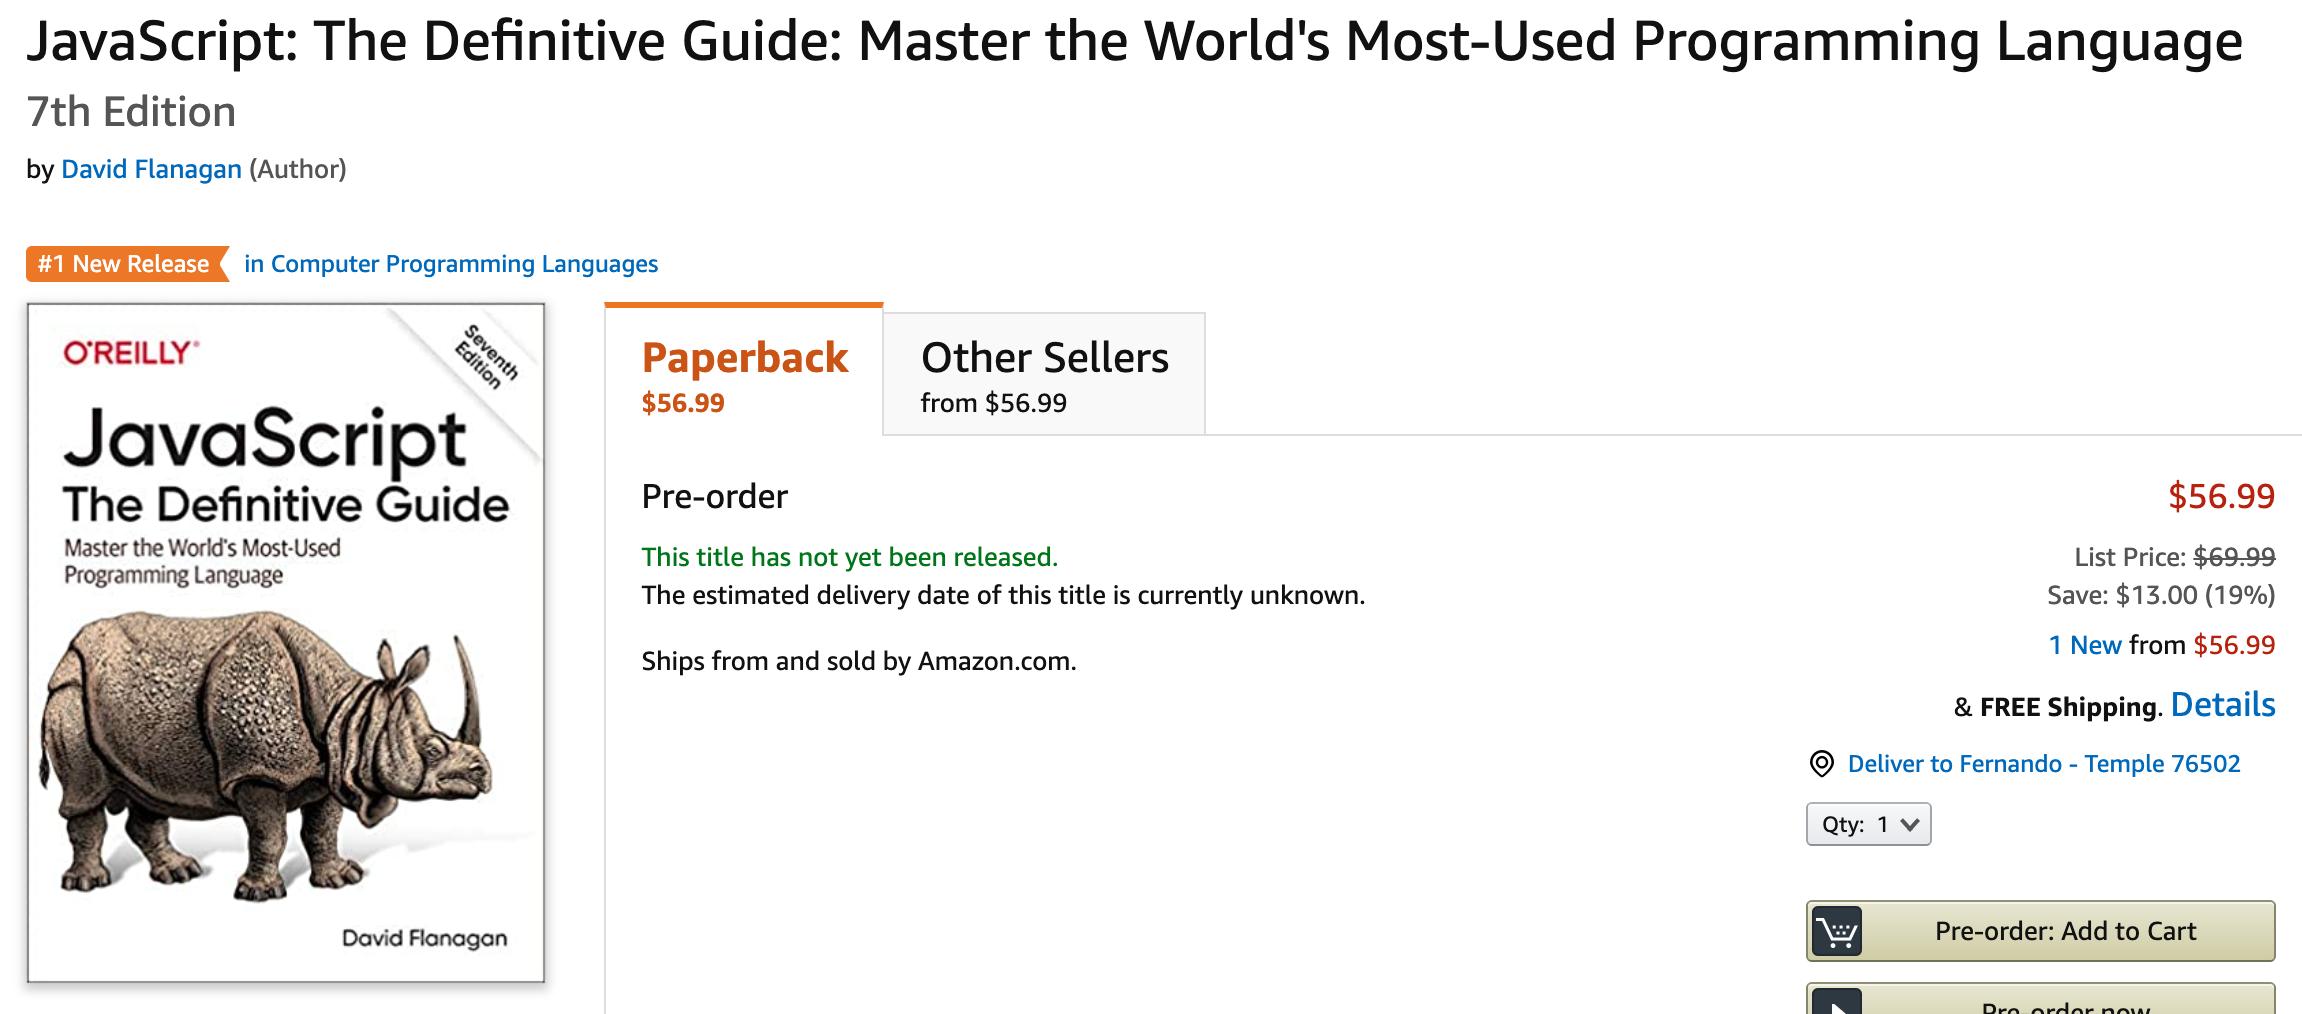 JavaScript: The Definitive Guide: Master the World's Most-Used Programming Language
7th Edition
by David Flanagan (Author)
#1 New Release in Computer Programming Languages
O'REILLY®
Seventh
Edition
JavaScript
The Definitive Guide
Master the World's Most-Used
Programming Language
David Flanagan
Paperback
$56.99
Other Sellers
from $56.99
Pre-order
$56.99
This title has not yet been released.
The estimated delivery date of this title is currently unknown.
Ships from and sold by Amazon.com.
List Price: $69.99
Save: $13.00 (19%)
1 New from $56.99
& FREE Shipping. Details
Deliver to Fernando - Temple 76502
Qty: 1
Pre-order: Add to Cart
Pre-order now